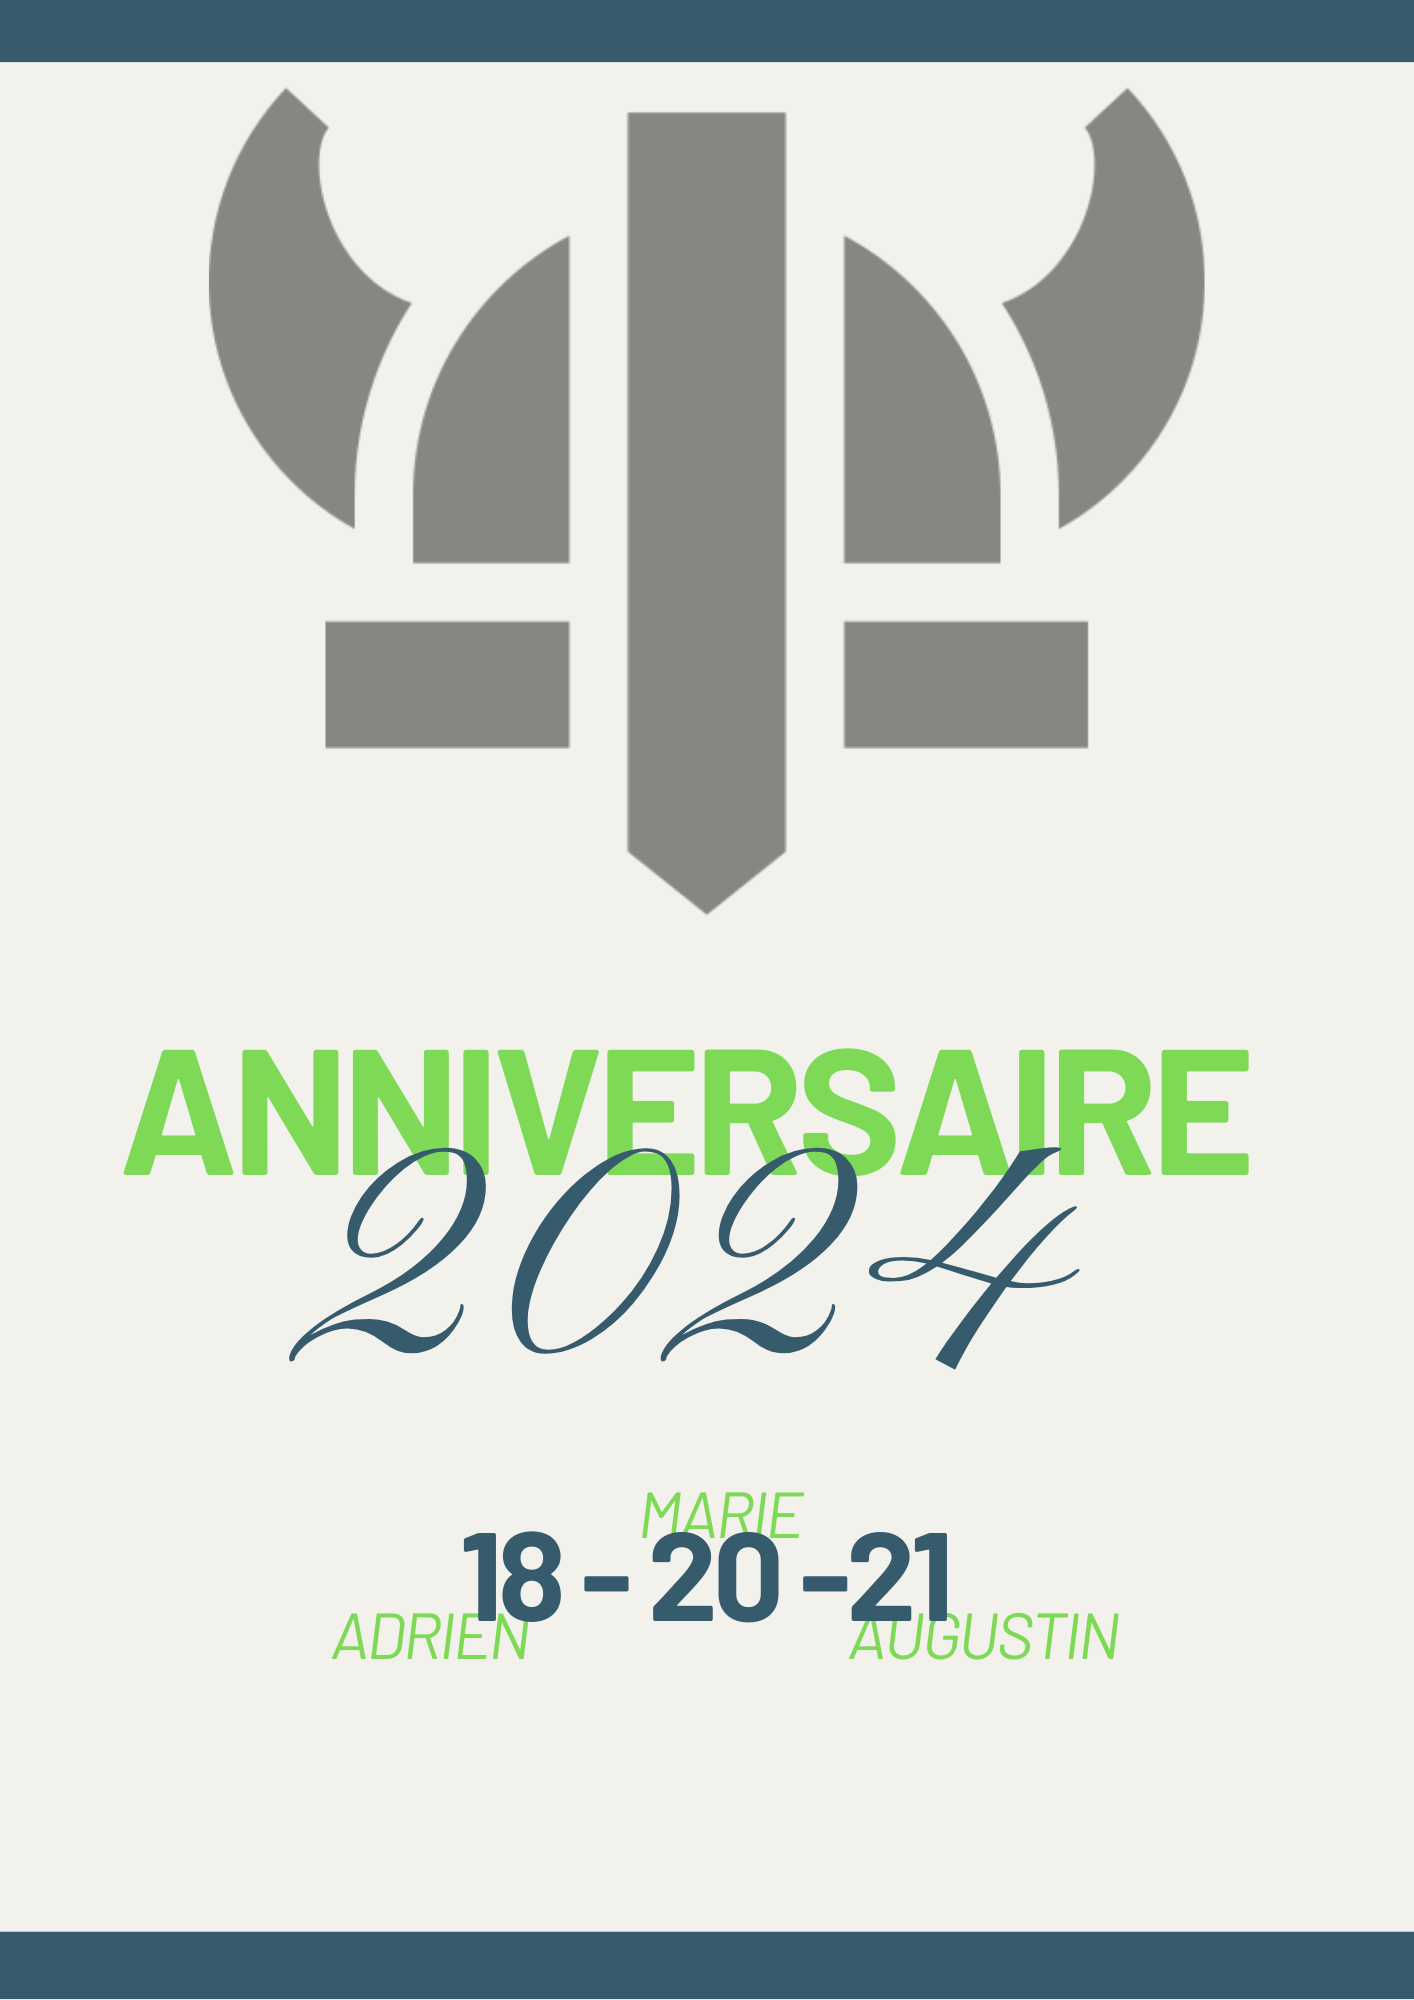 ANNIVERSAIRE
2024
MARIE
18 - 20 -21
ADRIEN
AUGUSTIN